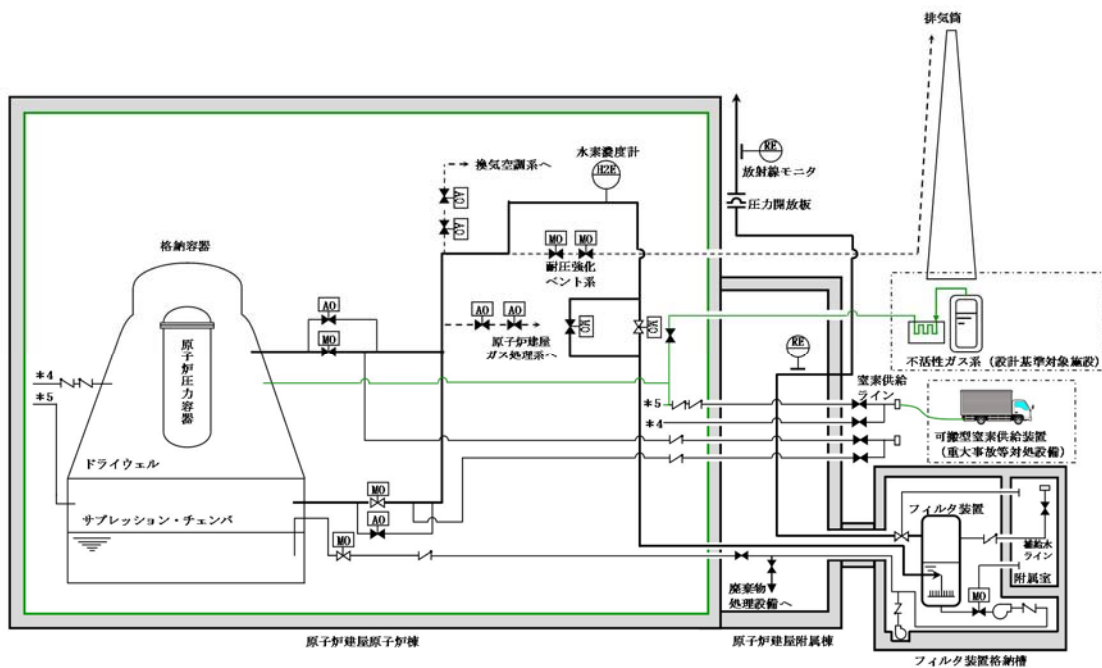 排気筒
水素濃度計
H2E
換気空調系へ
AO
AO
RE
放射線モニタ
圧力開放板
格納容器
MO
MO
耐圧強化
ベント系
AO
AO
AO
原子炉建屋
ガス処理系へ
MO
MO
MO
不活性ガス系（設計基準対象施設）
原子炉圧力容器
RE
窒素供給
ライン
*4
*5
*5
*4
可搬型窒素供給装置
（重大事故等対処設備）
ドライウェル
MO
サプレッション・チェンバ
AO
MO
フィルタ装置
補給水
ライン
附属室
MO
廃棄物
処理設備へ
原子炉建屋原子炉棟
原子炉建屋附属棟
フィルタ装置格納槽